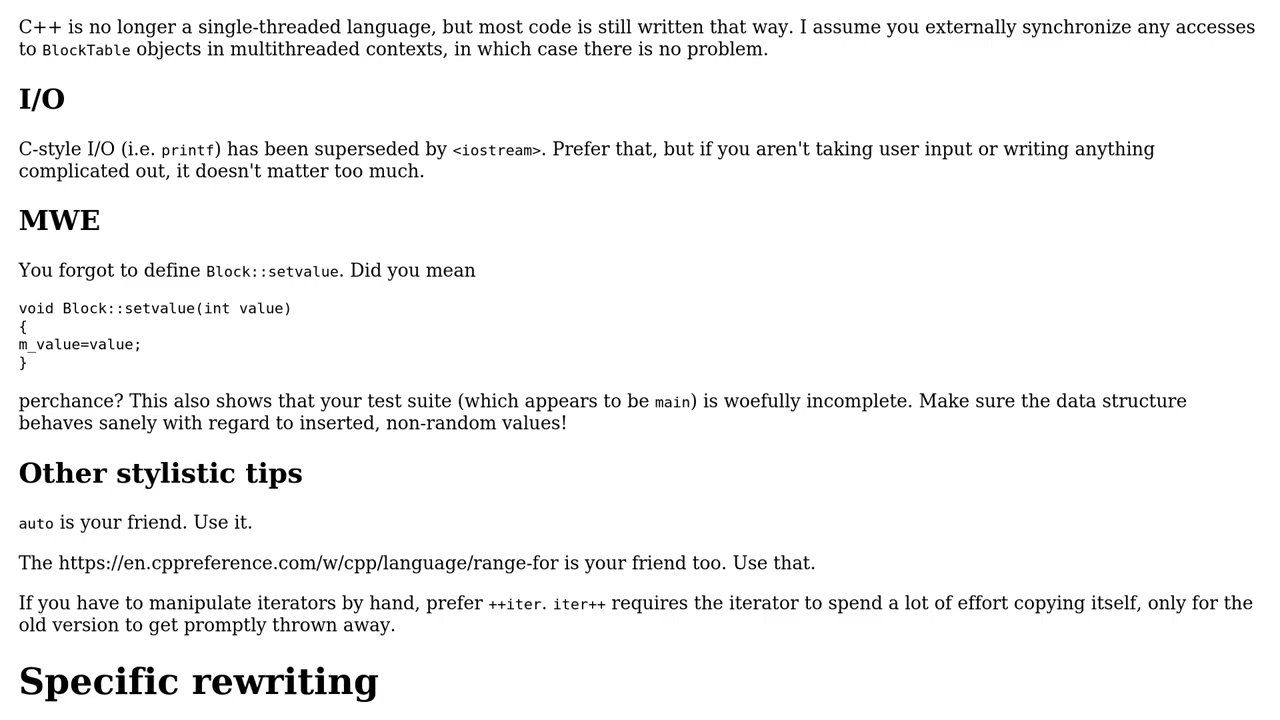 C++ is no longer a single-threaded language, but most code is still written that way. I assume you externally synchronize any accesses
to BlockTable objects in multithreaded contexts, in which case there is no problem.
I/O
C-style I/O (i.e. printf) has been superseded by <iostream>. Prefer that, but if you aren't taking user input or writing anything
complicated out, it doesn't matter too much.
MWE
You forgot to define Block::setvalue. Did you mean
void Block::setvalue(int value)
{
m_value=value;
}
perchance? This also shows that your test suite (which appears to be main) is woefully incomplete. Make sure the data structure
behaves sanely with regard to inserted, non-random values!
Other stylistic tips
auto is your friend. Use it.
The https://en.cppreference.com/w/cpp/language/range-for is your friend too. Use that.
If you have to manipulate iterators by hand, prefer ++iter. iter++ requires the iterator to spend a lot of effort copying itself, only for the
old version to get promptly thrown away.
Specific rewriting